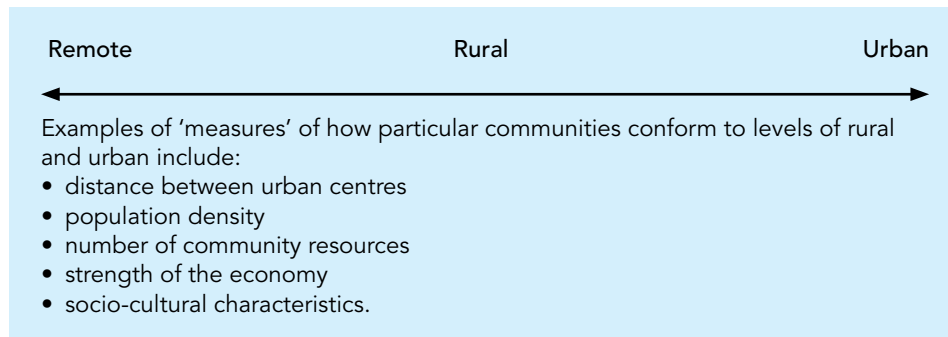 Remote Rural Urban
Examples of ‘measures’ of how particular communities conform to levels of rural
and urban include:
• distance between urban centres
• population density
• number of community resources
• strength of the economy
• socio-cultural characteristics.